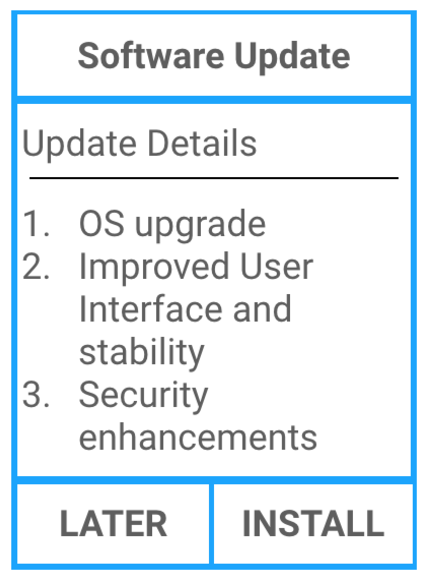 Software Update
Update Details
1. OS upgrade
2. Improved User
Interface and
stability
3. Security
enhancements
LATER INSTALL